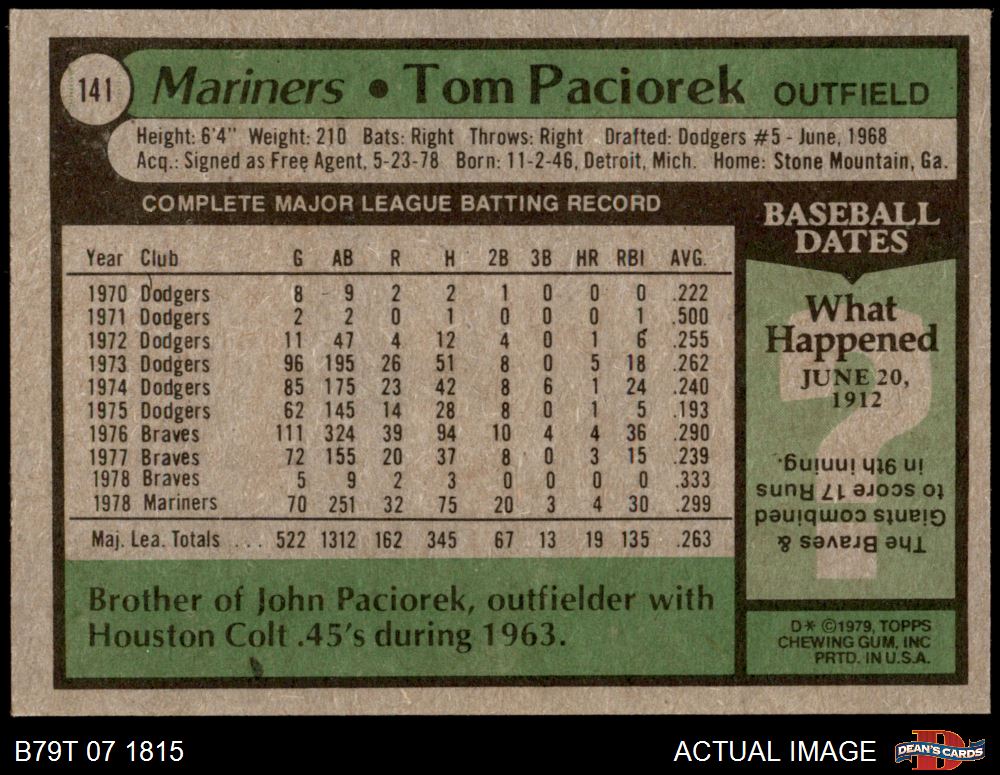 141
Mariners • Tom Paciorek OUTFIELD
Height: 6'4" Weight: 210 Bats: Right Throws: Right Drafted: Dodgers #5 - June, 1968
Acq.: Signed as Free Agent, 5-23-78 Born: 11-2-46, Detroit, Mich. Home: Stone Mountain, Ga.
COMPLETE MAJOR LEAGUE BATTING RECORD
Year Club G AB R H 2B 3B HR RBI AVG.
1970 Dodgers 8 9 2 2 1 0 0 0 .222
1971 Dodgers 2 2 0 1 0 0 0 1 .500
1972 Dodgers 11 47 4 12 4 0 1 6 .255
1973 Dodgers 96 195 26 51 8 0 5 18 .262
1974 Dodgers 85 175 23 42 8 6 1 24 .240
1975 Dodgers 62 145 14 28 8 0 1 5 .193
1976 Braves 111 324 39 94 10 4 4 36 .290
1977 Braves 72 155 20 37 8 0 3 15 .239
1978 Braves 5 9 2 3 0 0 0 0 .333
1978 Mariners 70 251 32 75 20 3 4 30 .299
Maj. Lea. Totals ... 522 1312 162 345 67 13 19 135 .263
Brother of John Paciorek, outfielder with
Houston Colt .45's during 1963.
BASEBALL
DATES
What
Happened
JUNE 20,
1912
?
The Braves &
Giants combined
to score 17 Runs
in 9th inning.
D* ©1979, TOPPS
CHEWING GUM, INC
PRTD. IN U.S.A.
B79T 07 1815
ACTUAL IMAGE
D
DEAN'S CARDS